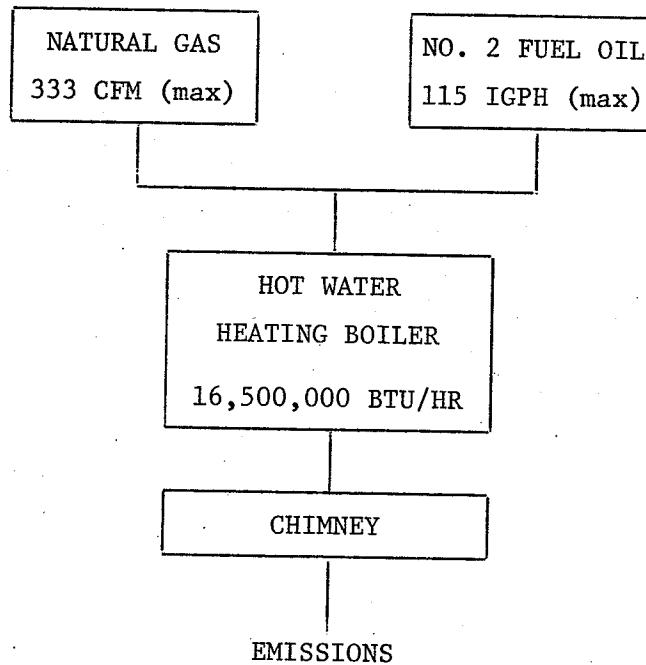 NATURAL GAS
333 CFM (max)
NO. 2 FUEL OIL
115 IGPH (max)
HOT WATER
HEATING BOILER
16,500,000 BTU/HR
CHIMNEY
EMISSIONS